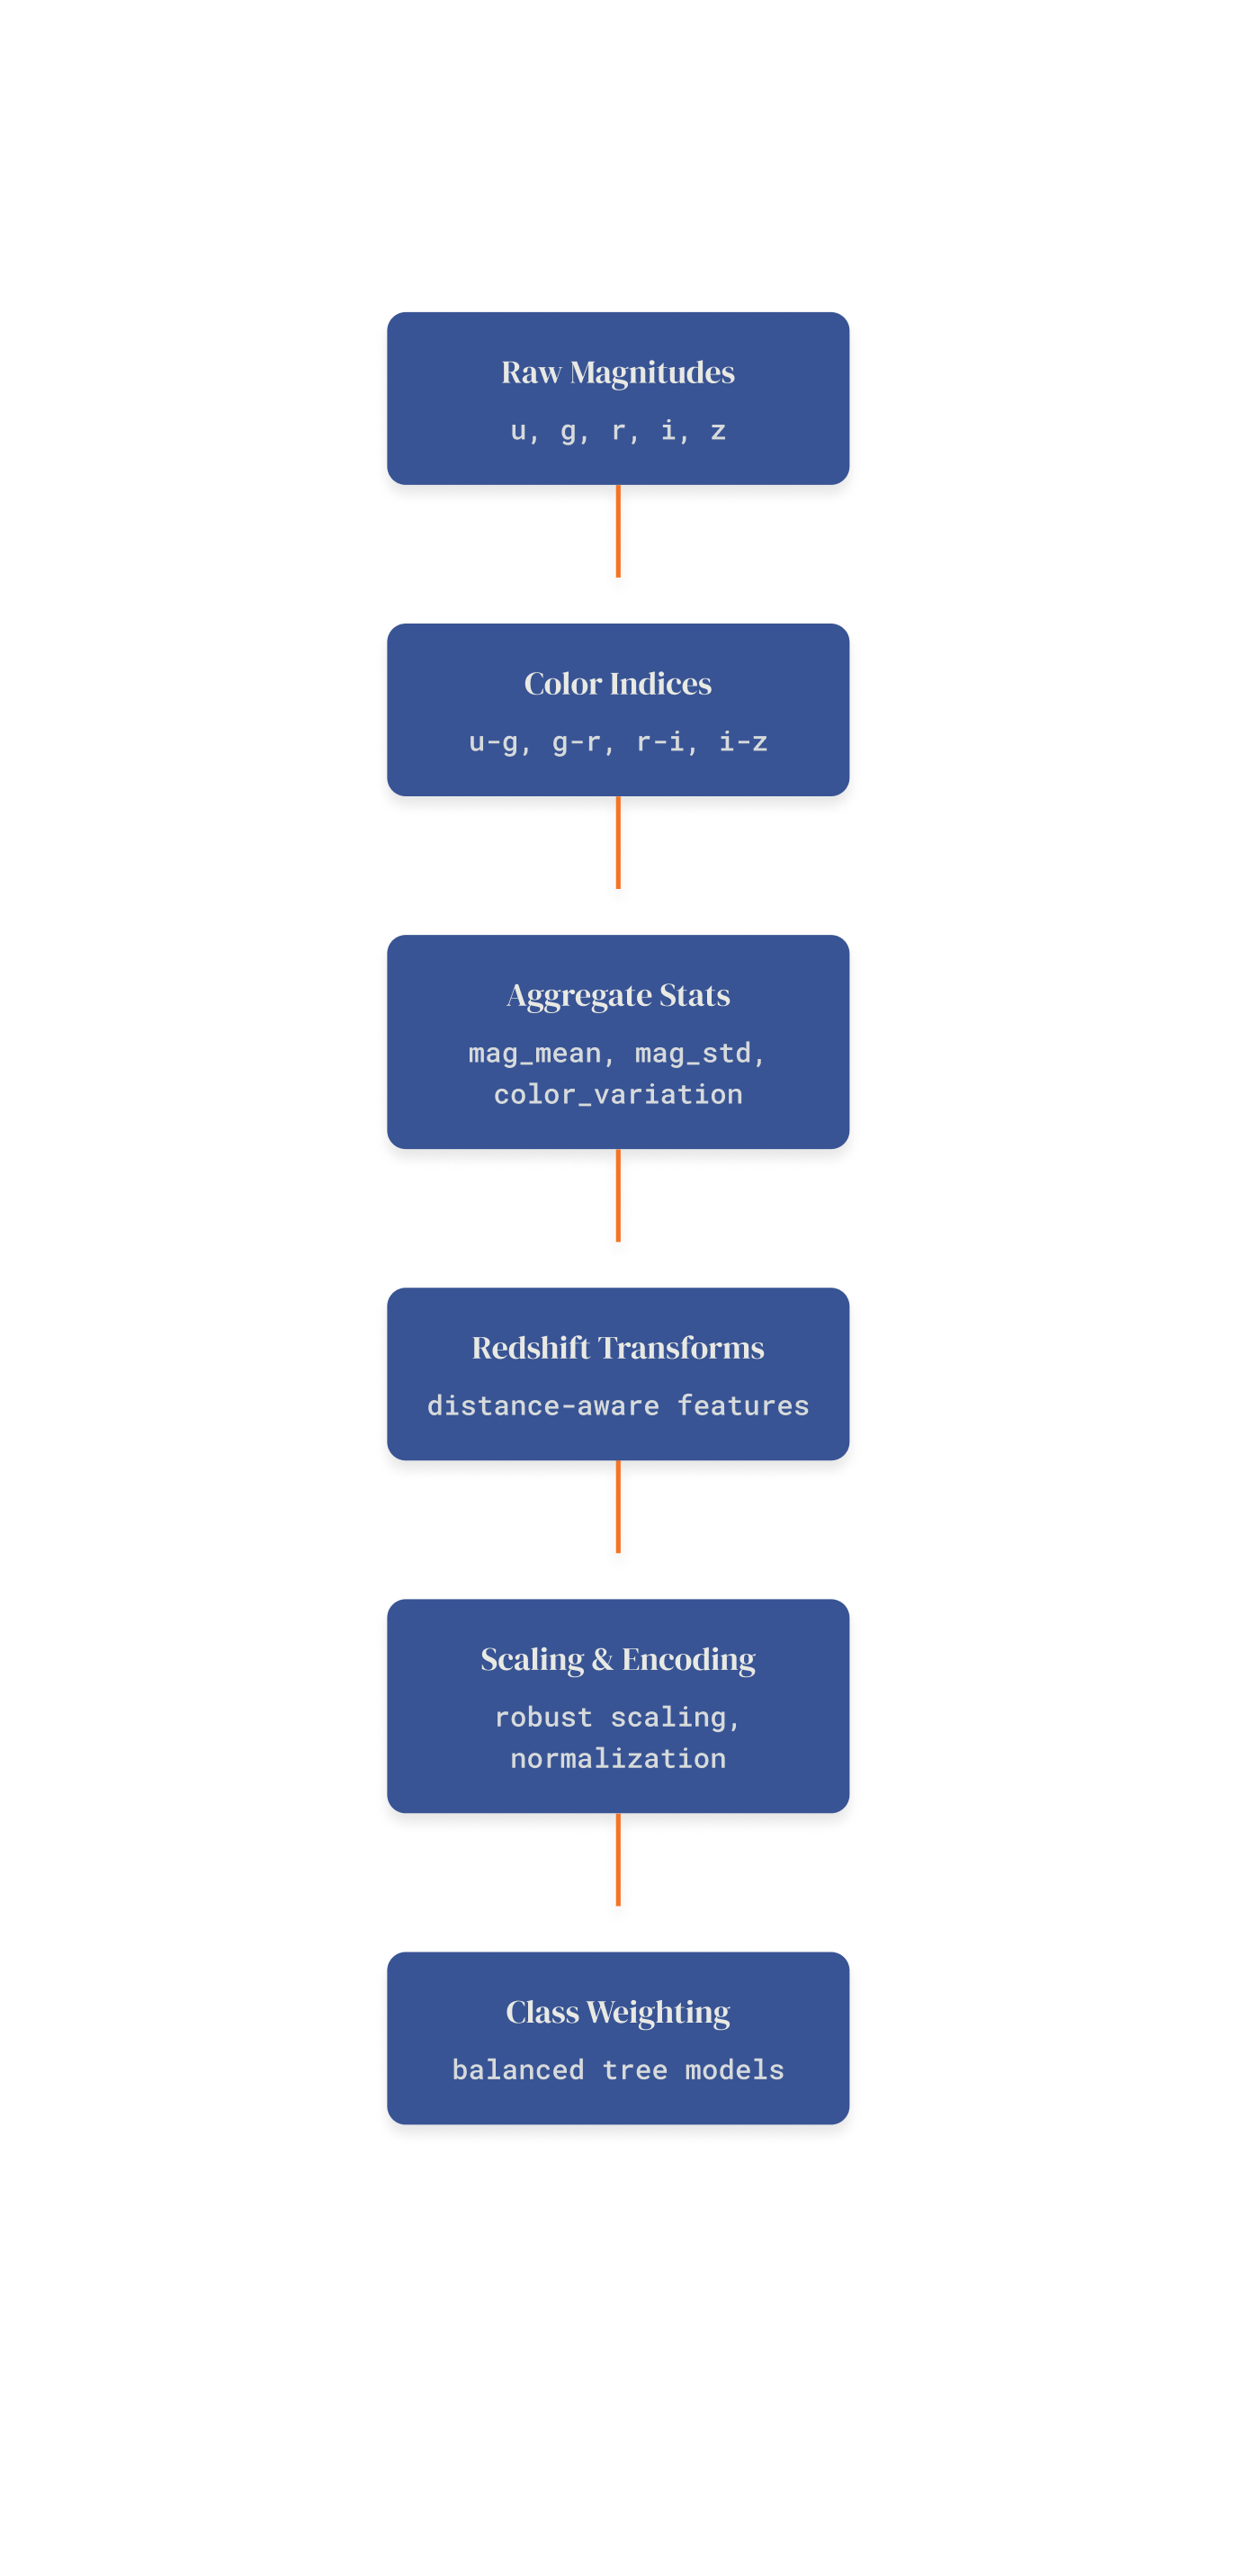 Raw Magnitudes
u, g, r, i, z
Color Indices
u-g, g-r, r-i, i-z
Aggregate Stats
mag_mean, mag_std,
color_variation
Redshift Transforms
distance-aware features
Scaling & Encoding
robust scaling,
normalization
Class Weighting
balanced tree models